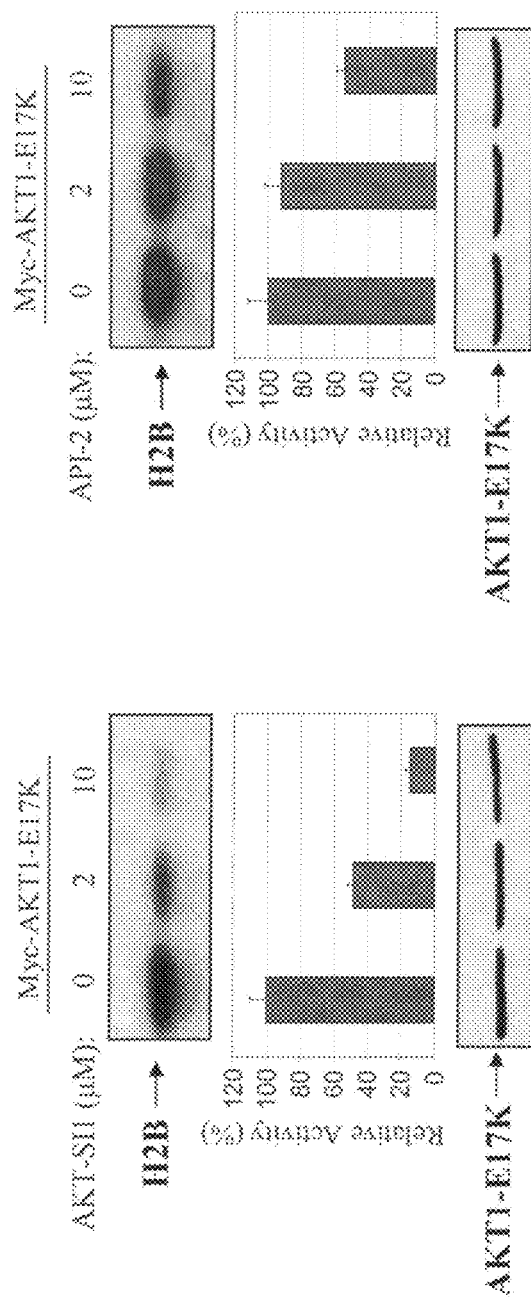 Myc-AKT1-E17K
AKT-SI1 (µM): 0 2 10
H2B
Relative Activity (%)
120
100
80
60
40
20
0
AKT1-E17K
Myc-AKT1-E17K
API-2 (µM): 0 2 10
H2B
Relative Activity (%)
120
100
80
60
40
20
0
AKT1-E17K